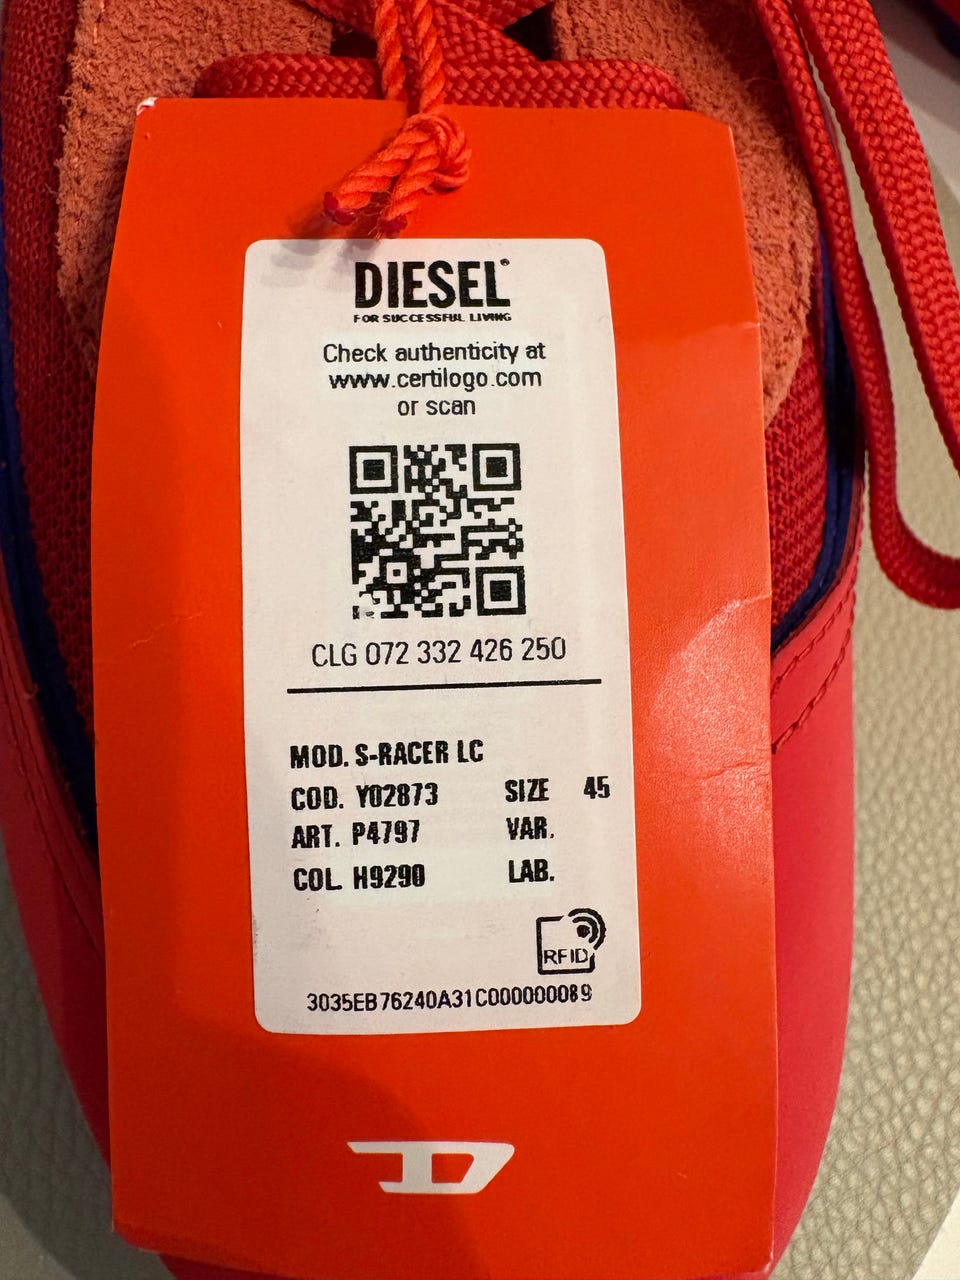 DIESEL
FOR SUCCESSFUL LIVING
Check authenticity at
www.certilogo.com
or scan
CLG 072 332 426 250
MOD. S-RACER LC
COD. Y02873 SIZE 45
ART. P4797 VAR.
COL. H9290 LAB.
RFID
3035EB76240A31C000000089
D